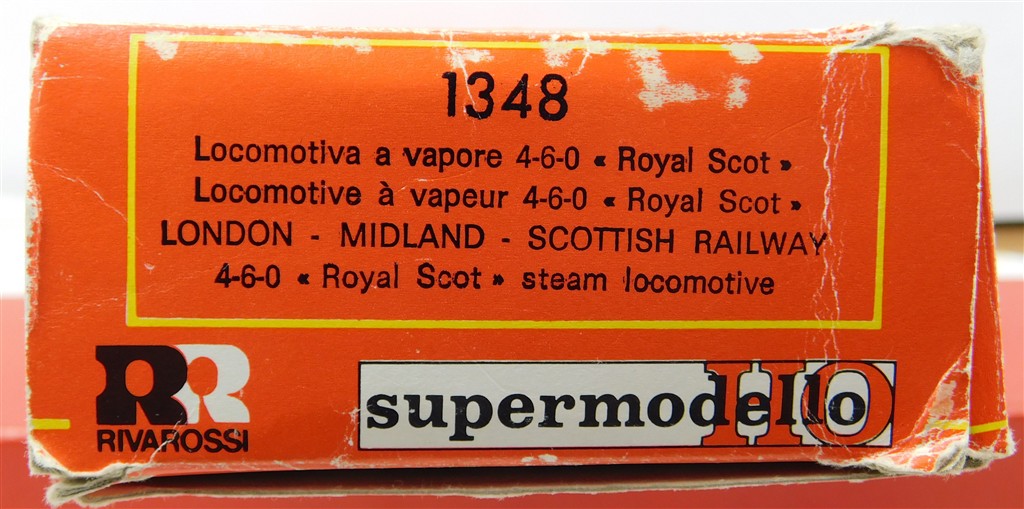 1348
Locomotiva a vapore 4-6-0 « Royal Scot »
Locomotive à vapeur 4-6-0 « Royal Scot »
LONDON - MIDLAND - SCOTTISH RAILWAY
4-6-0 « Royal Scot » steam locomotive
RR
RIVAROSSI
supermodello HO